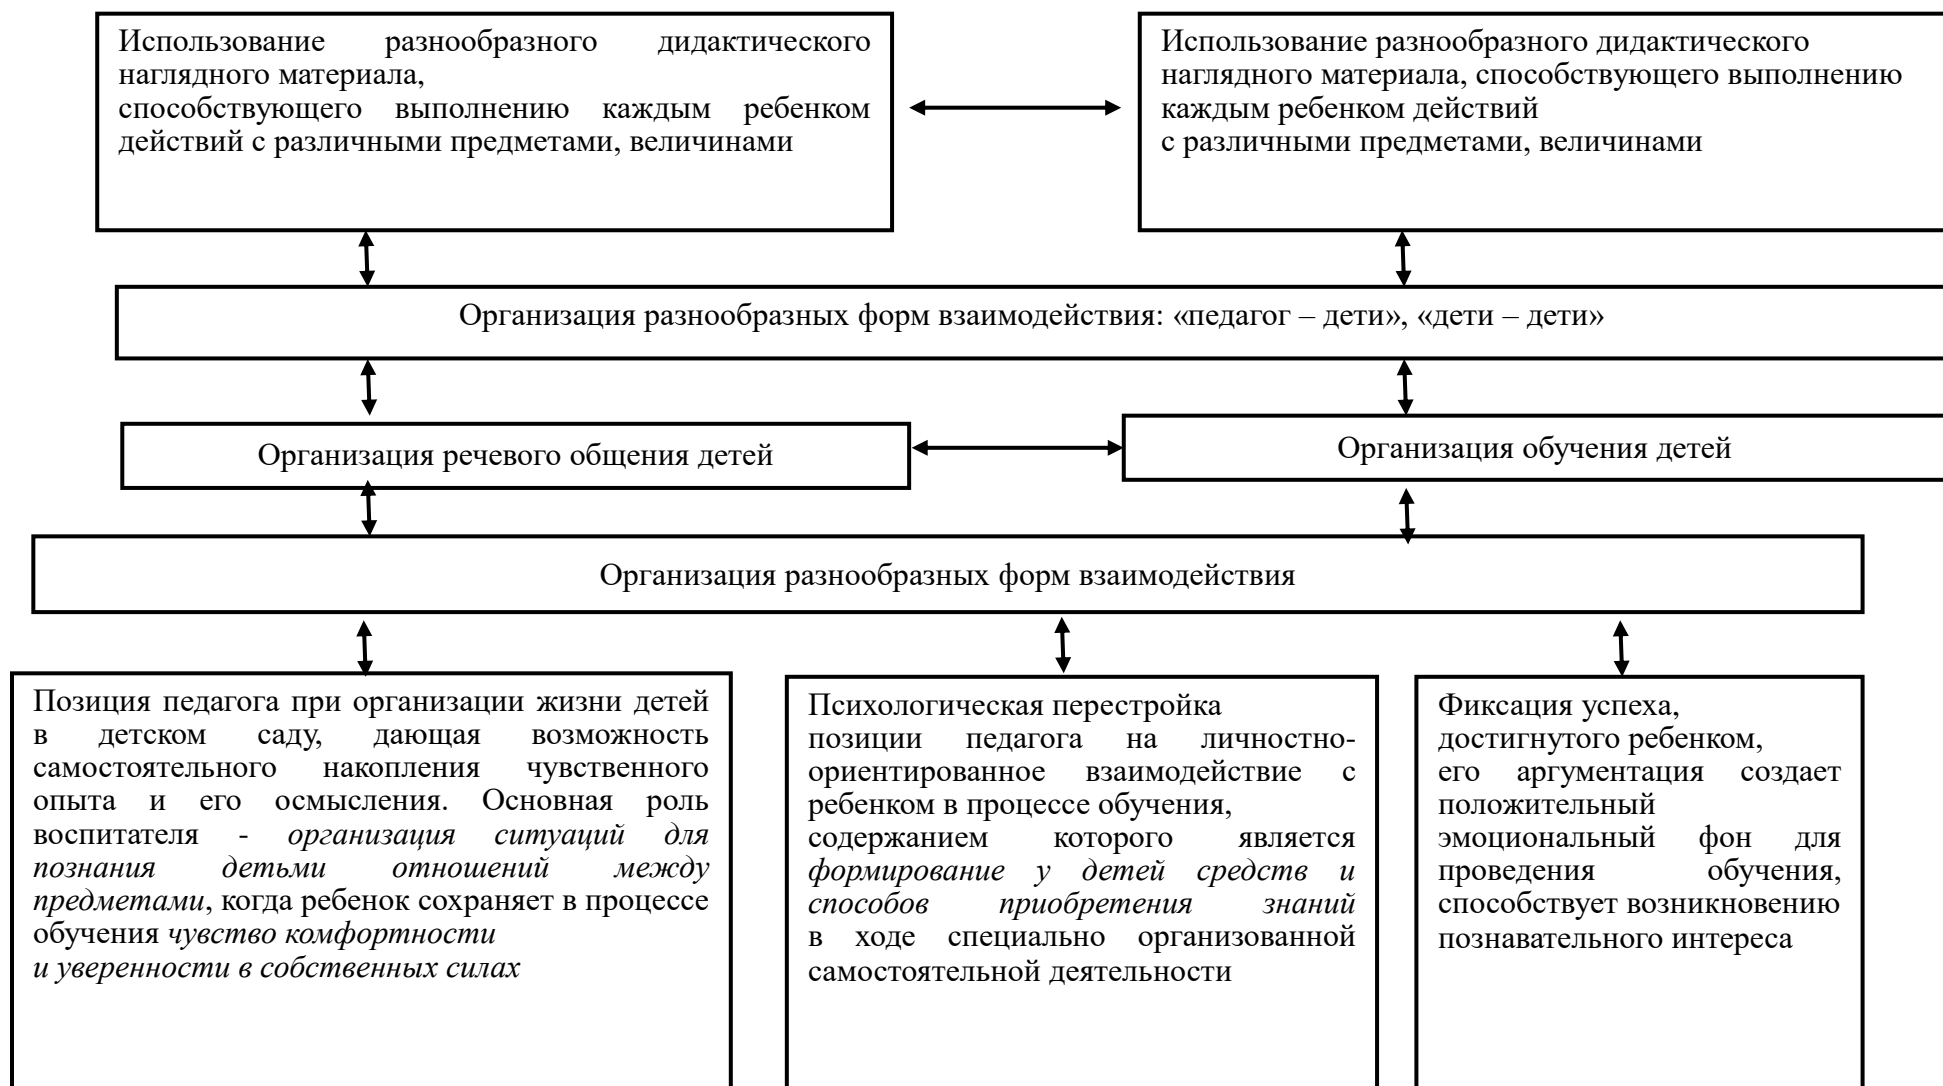 Использование разнообразного дидактического
наглядного материала,
способствующего выполнению каждым ребенком
действий с различными предметами, величинами
Использование разнообразного дидактического
наглядного материала, способствующего выполнению
каждым ребенком действий
с различными предметами, величинами
Организация разнообразных форм взаимодействия: «педагог – дети», «дети – дети»
Организация речевого общения детей
Организация обучения детей
Организация разнообразных форм взаимодействия
Позиция педагога при организации жизни детей
в детском саду, дающая возможность
самостоятельного накопления чувственного
опыта и его осмысления. Основная роль
воспитателя - организация ситуаций для
познания детьми отношений между
предметами, когда ребенок сохраняет в процессе
обучения чувство комфортности
и уверенности в собственных силах
Психологическая перестройка
позиции педагога на личностно-
ориентированное взаимодействие с
ребенком в процессе обучения,
содержанием которого является
формирование у детей средств и
способов приобретения знаний
в ходе специально организованной
самостоятельной деятельности
Фиксация успеха,
достигнутого ребенком,
его аргументация создает
положительный
эмоциональный фон для
проведения обучения,
способствует возникновению
познавательного интереса